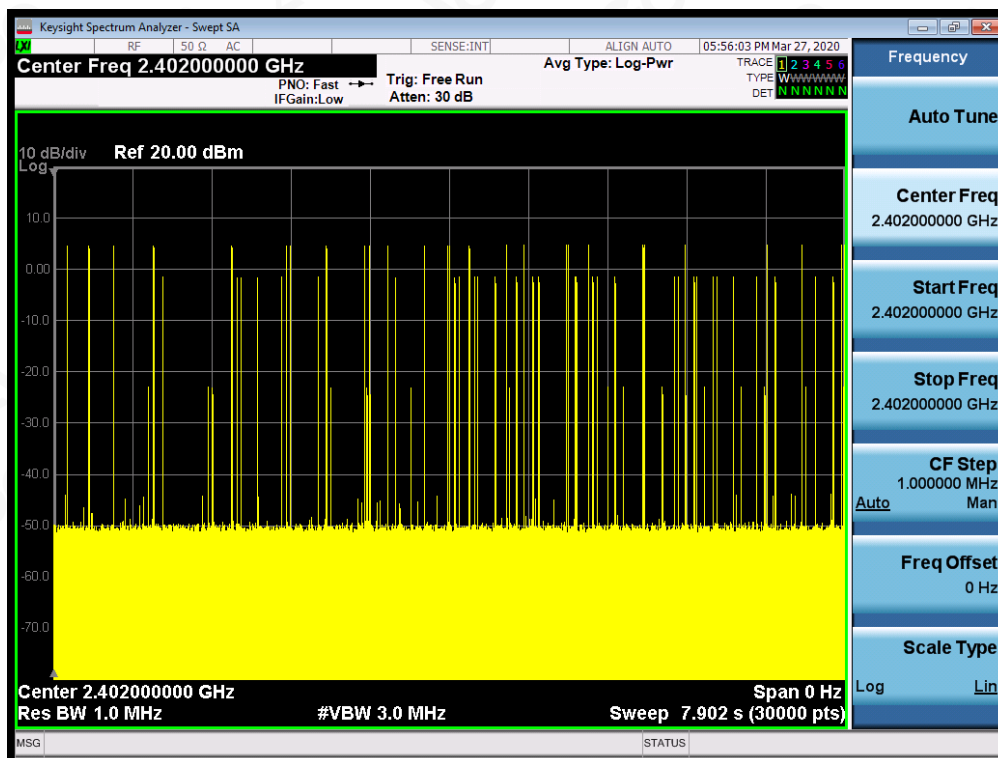 Keysight Spectrum Analyzer - Swept SA
LXI RF 50 Ω AC SENSE:INT ALIGN AUTO 05:56:03 PM Mar 27, 2020
Center Freq 2.402000000 GHz
Avg Type: Log-Pwr
TRACE 1 2 3 4 5 6
PNO: Fast Trig: Free Run
TYPE WWWWWW
IFGain:Low Atten: 30 dB
DET N N N N N N
10 dB/div Ref 20.00 dBm
Log
10.0
0.00
-10.0
-20.0
-30.0
-40.0
-50.0
-60.0
-70.0
Center 2.402000000 GHz Span 0 Hz
Res BW 1.0 MHz #VBW 3.0 MHz Sweep 7.902 s (30000 pts)
MSG STATUS
Frequency
Auto Tune
Center Freq
2.402000000 GHz
Start Freq
2.402000000 GHz
Stop Freq
2.402000000 GHz
CF Step
1.000000 MHz
Auto Man
Freq Offset
0 Hz
Scale Type
Log Lin